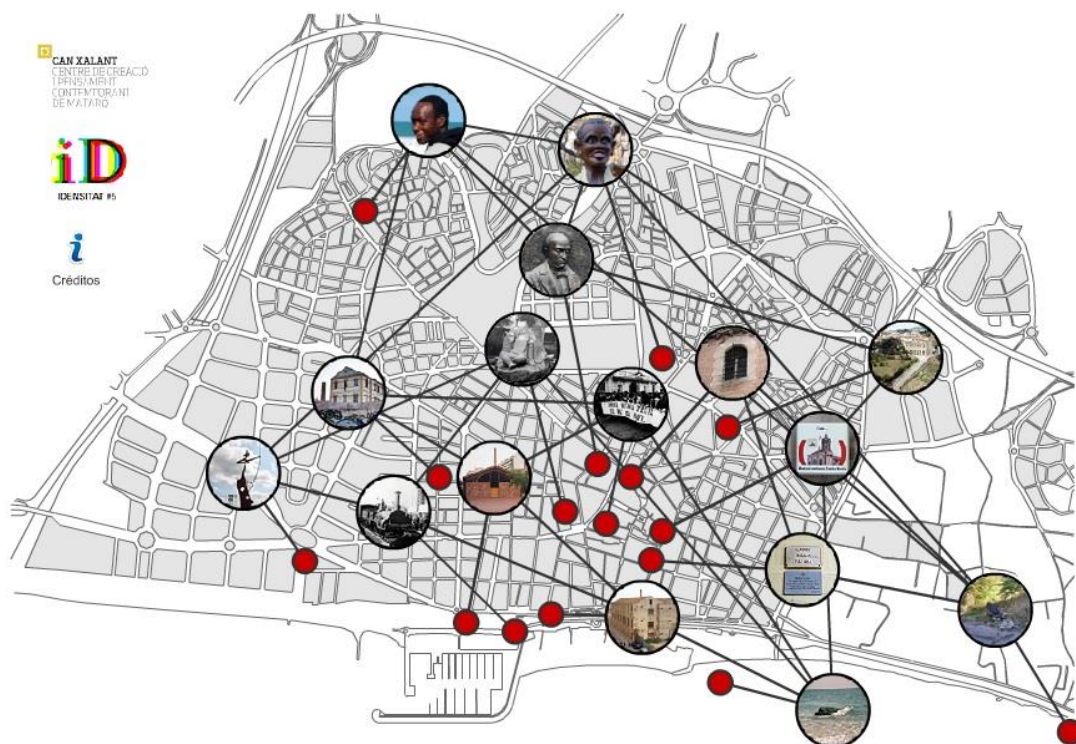 CAN XALANT
CENTRE DE CREACIÓ
I PENSAMENT
CONTEMPORANI
DE MATARÓ
iD
IDENSITAT #5
i
Créditos